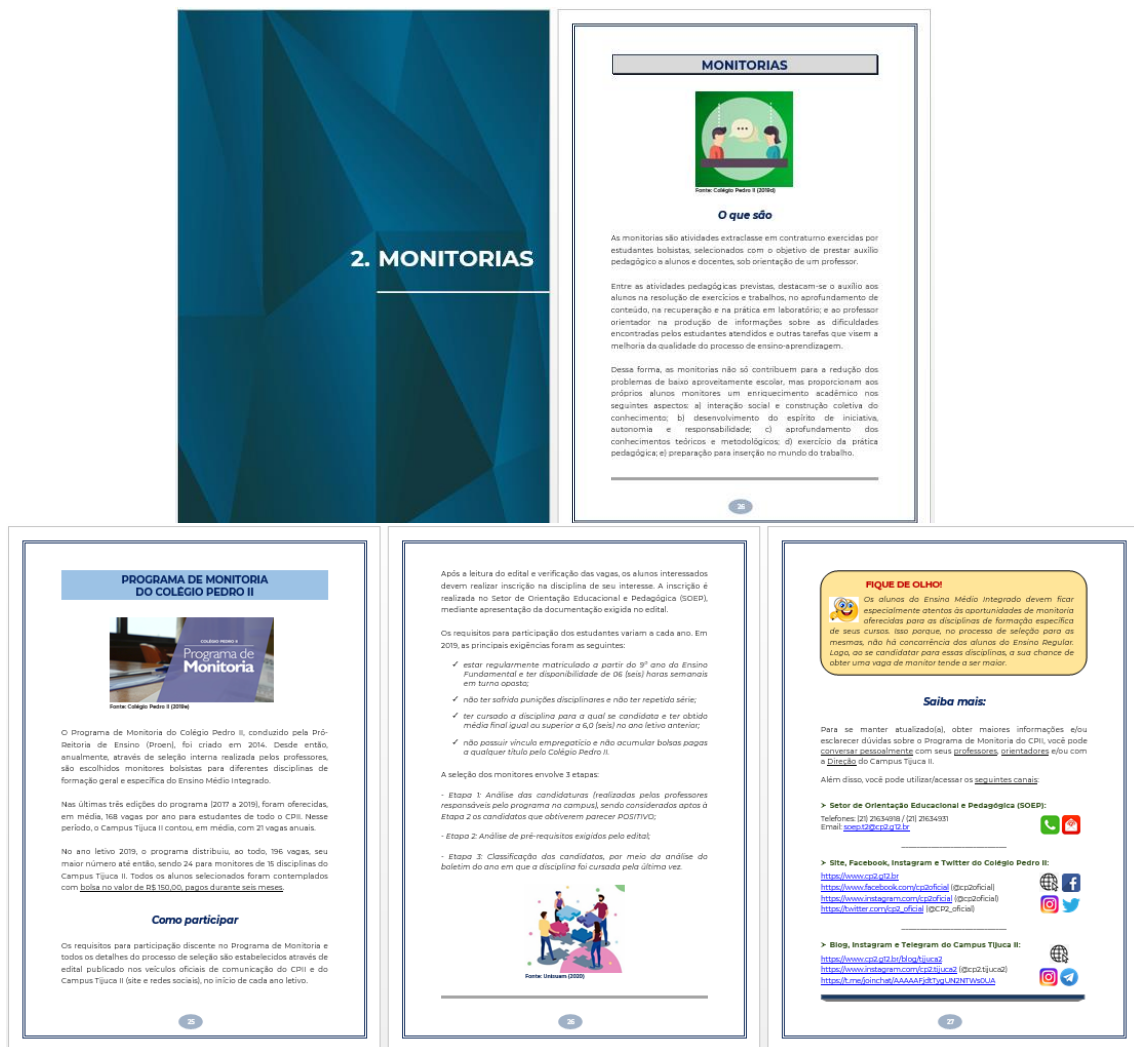 2. MONITORIAS
MONITORIAS
Fonte: Colégio Pedro II (2019d)
O que são
As monitorias são atividades extraclasse em contraturno exercidas por
estudantes bolsistas, selecionados com o objetivo de prestar auxílio
pedagógico a alunos e docentes, sob orientação de um professor.
Entre as atividades pedagógicas previstas, destacam-se o auxílio aos
alunos na resolução de exercícios e trabalhos, no aprofundamento de
conteúdo, na recuperação e na prática em laboratório; e ao professor
orientador na produção de informações sobre as dificuldades
encontradas pelos estudantes atendidos e outras tarefas que visem a
melhoria da qualidade do processo de ensino-aprendizagem.
Dessa forma, as monitorias não só contribuem para a redução dos
problemas de baixo aproveitamento escolar, mas proporcionam aos
próprios alunos monitores um enriquecimento acadêmico nos
seguintes aspectos: a) interação social e construção coletiva do
conhecimento; b) desenvolvimento do espírito de iniciativa,
autonomia e responsabilidade; c) aprofundamento dos
conhecimentos teóricos e metodológicos; d) exercício da prática
pedagógica; e) preparação para inserção no mundo do trabalho.
PROGRAMA DE MONITORIA
DO COLÉGIO PEDRO II
COLÉGIO PEDRO II
Programa de
Monitoria
Fonte: Colégio Pedro II (2019e)
O Programa de Monitoria do Colégio Pedro II, conduzido pela Pró-
Reitoria de Ensino (Proen), foi criado em 2014. Desde então,
anualmente, através de seleção interna realizada pelos professores,
são escolhidos monitores bolsistas para diferentes disciplinas de
formação geral e específica do Ensino Médio Integrado.
Nas últimas três edições do programa (2017 a 2019), foram oferecidas,
em média, 168 vagas por ano para estudantes de todo o CPII. Nesse
período, o Campus Tijuca II contou, em média, com 21 vagas anuais.
No ano letivo 2019, o programa distribuiu, ao todo, 196 vagas, seu
maior número até então, sendo 24 para monitores de 15 disciplinas do
Campus Tijuca II. Todos os alunos selecionados foram contemplados
com bolsa no valor de R$ 150,00, pagos durante seis meses.
Como participar
Os requisitos para participação discente no Programa de Monitoria e
todos os detalhes do processo de seleção são estabelecidos através de
edital publicado nos veículos oficiais de comunicação do CPII e do
Campus Tijuca II (site e redes sociais), no início de cada ano letivo.
25
Após a leitura do edital e verificação das vagas, os alunos interessados
devem realizar inscrição na disciplina de seu interesse. A inscrição é
realizada no Setor de Orientação Educacional e Pedagógica (SOEP),
mediante apresentação da documentação exigida no edital.
Os requisitos para participação dos estudantes variam a cada ano. Em
2019, as principais exigências foram as seguintes:
✓ estar regularmente matriculado a partir do 9º ano do Ensino
Fundamental e ter disponibilidade de 06 (seis) horas semanais
em turno oposto;
✓ não ter sofrido punições disciplinares e não ter repetido série;
✓ ter cursado a disciplina para a qual se candidata e ter obtido
média final igual ou superior a 6,0 (seis) no ano letivo anterior;
✓ não possuir vínculo empregatício e não acumular bolsas pagas
a qualquer título pelo Colégio Pedro II.
A seleção dos monitores envolve 3 etapas:
- Etapa 1: Análise das candidaturas (realizadas pelos professores
responsáveis pelo programa no campus), sendo considerados aptos à
Etapa 2 os candidatos que obtiverem parecer POSITIVO;
- Etapa 2: Análise de pré-requisitos exigidos pelo edital;
- Etapa 3: Classificação dos candidatos, por meio da análise do
boletim do ano em que a disciplina foi cursada pela última vez.
Fonte: Unisuam (2020)
26
FIQUE DE OLHO!
Os alunos do Ensino Médio Integrado devem ficar
especialmente atentos às oportunidades de monitoria
oferecidas para as disciplinas de formação específica
de seus cursos. Isso porque, no processo de seleção para as
mesmas, não há concorrência dos alunos do Ensino Regular.
Logo, ao se candidatar para essas disciplinas, a sua chance de
obter uma vaga de monitor tende a ser maior.
Saiba mais:
Para se manter atualizado(a), obter maiores informações e/ou
esclarecer dúvidas sobre o Programa de Monitoria do CPII, você pode
conversar pessoalmente com seus professores, orientadores e/ou com
a Direção do Campus Tijuca II.
Além disso, você pode utilizar/acessar os seguintes canais:
➢ Setor de Orientação Educacional e Pedagógica (SOEP):
Telefones: (21) 21634918 / (21) 21634931
Email: soep.t2@cp2.g12.br
➢ Site, Facebook, Instagram e Twitter do Colégio Pedro II:
https://www.cp2.g12.br
https://www.facebook.com/cp2oficial (@cp2oficial)
https://www.instagram.com/cp2oficial (@cp2oficial)
https://twitter.com/cp2_oficial (@CP2_oficial)
➢ Blog, Instagram e Telegram do Campus Tijuca II:
https://www.cp2.g12.br/blog/tijuca2
https://www.instagram.com/cp2.tijuca2 (@cp2.tijuca2)
https://t.me/joinchat/AAAAAFjdtTygUN2NTWs0UA
27